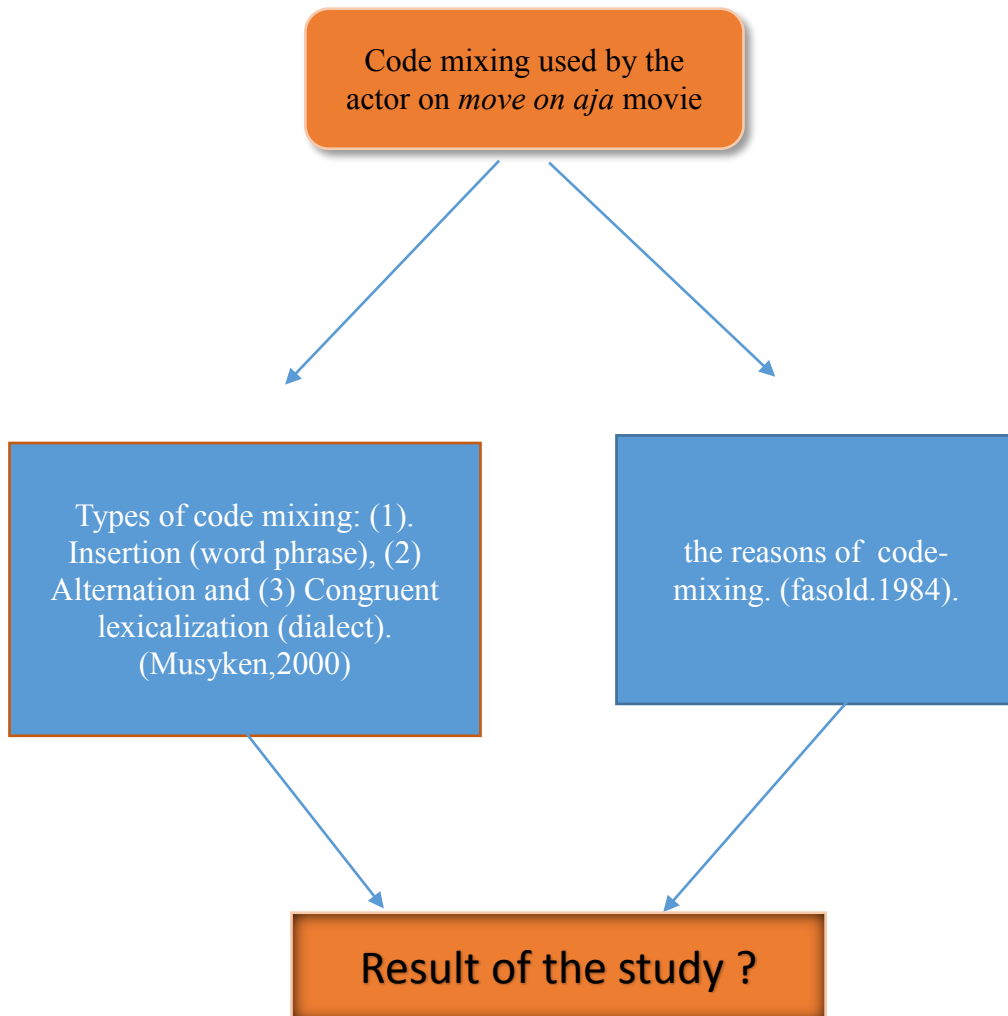 Code mixing used by the
actor on move on aja movie
Types of code mixing: (1).
Insertion (word phrase), (2)
Alternation and (3) Congruent
lexicalization (dialect).
(Musyken,2000)
the reasons of code-
mixing. (fasold.1984).
Result of the study ?